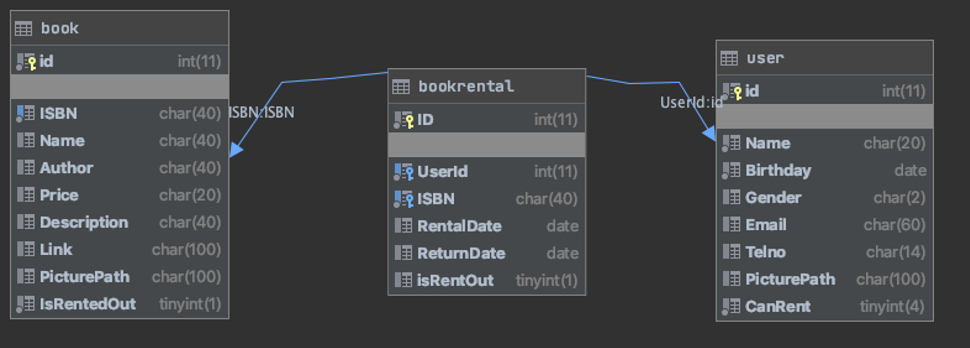 book
id int(11)
ISBN char(40)
Name char(40)
Author char(40)
Price char(20)
Description char(40)
Link char(100)
PicturePath char(100)
IsRentedOut tinyint(1)
ISBN:ISBN
bookrental
ID int(11)
UserId int(11)
ISBN char(40)
RentalDate date
ReturnDate date
isRentOut tinyint(1)
UserId:id
user
id int(11)
Name char(20)
Birthday date
Gender char(2)
Email char(60)
Telno char(14)
PicturePath char(100)
CanRent tinyint(4)